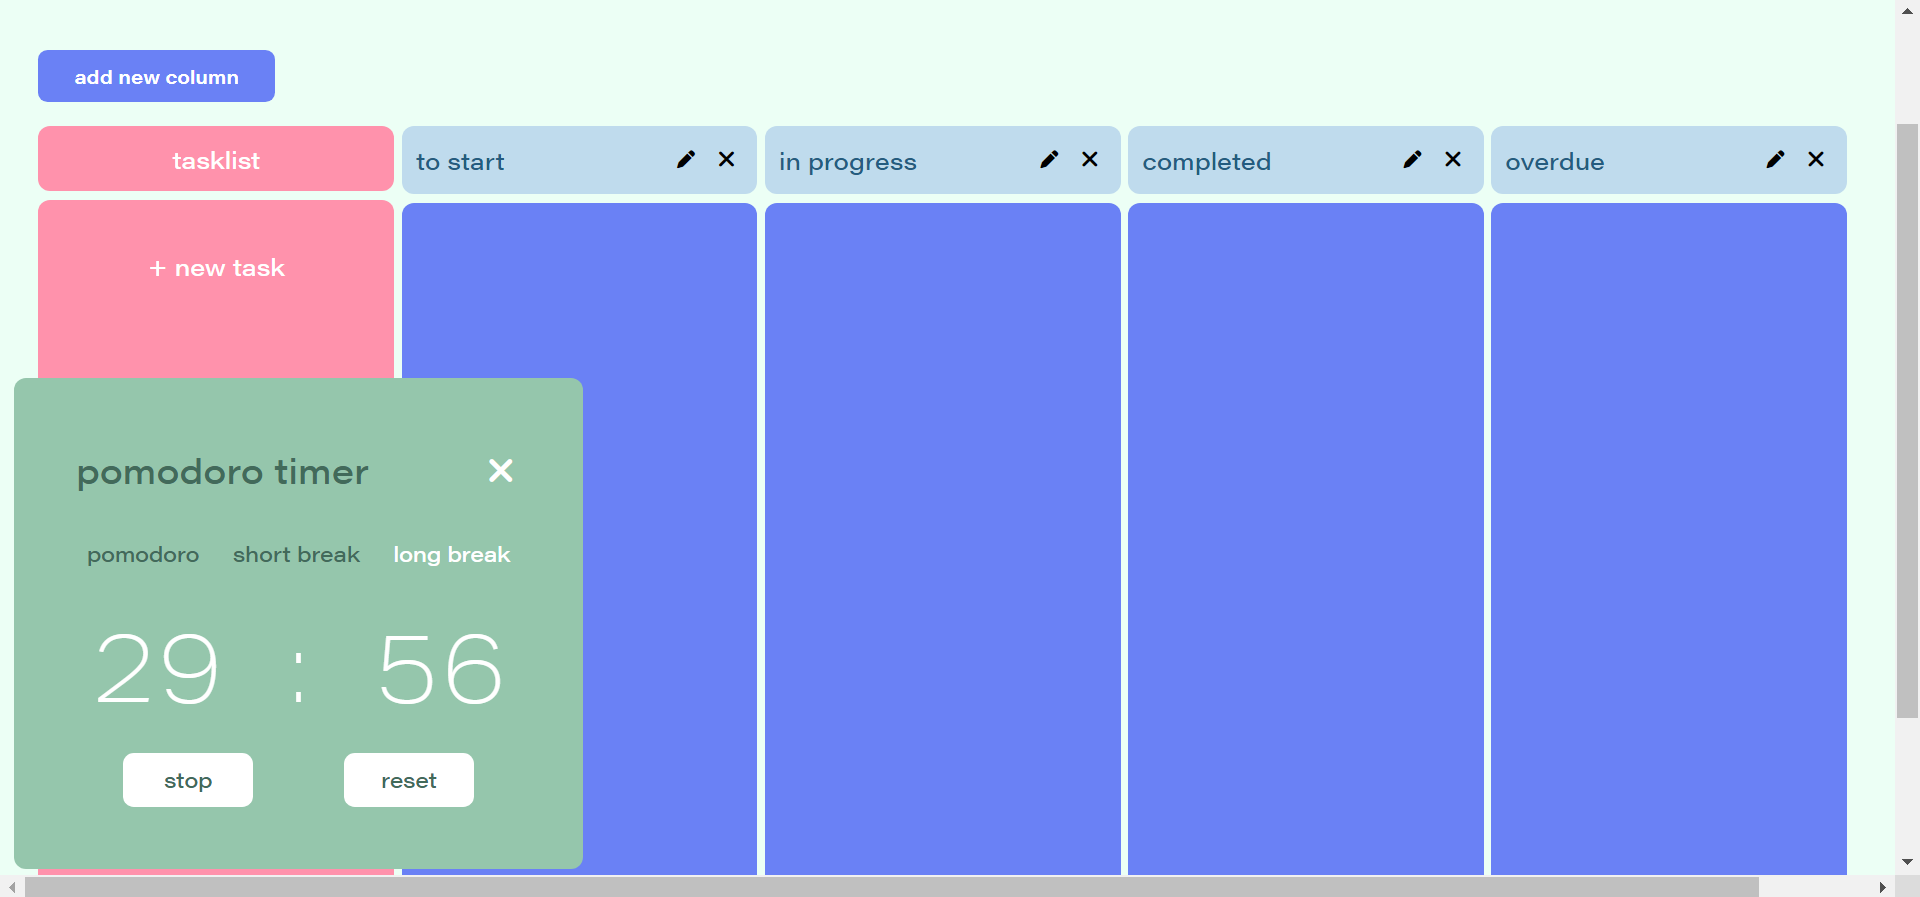 add new column
tasklist
to start
in progress
completed
overdue
+ new task
pomodoro timer
pomodoro short break long break
29 : 56
stop reset